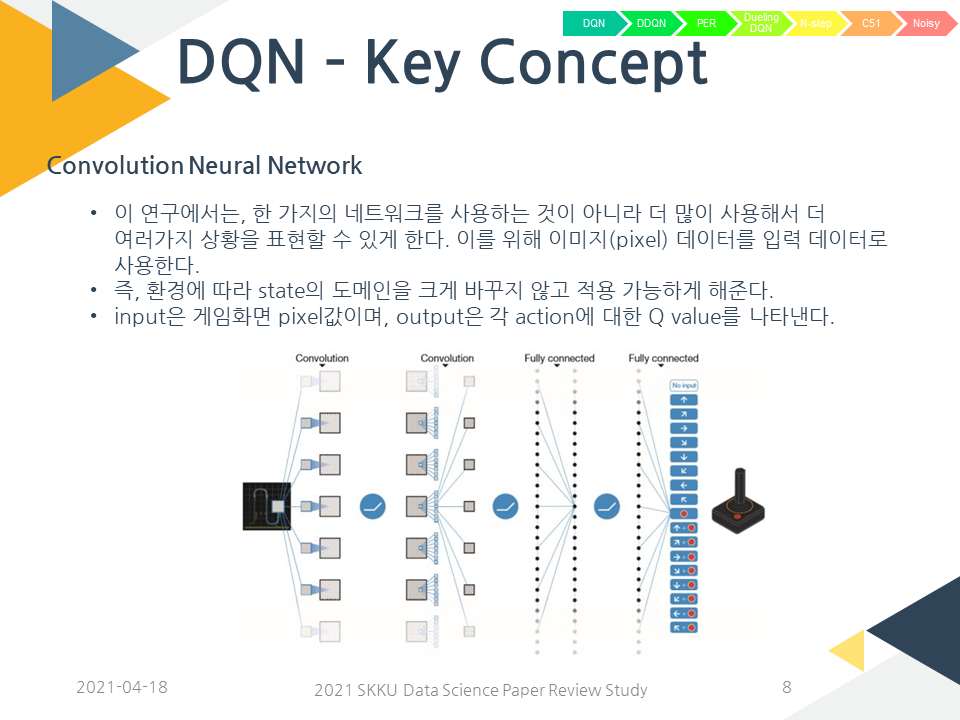 DQN
DDQN
PER
Dueling
DQN
N-step
C51
Noisy
DQN - Key Concept
Convolution Neural Network
• 이 연구에서는, 한 가지의 네트워크를 사용하는 것이 아니라 더 많이 사용해서 더
여러가지 상황을 표현할 수 있게 한다. 이를 위해 이미지(pixel) 데이터를 입력 데이터로
사용한다.
• 즉, 환경에 따라 state의 도메인을 크게 바꾸지 않고 적용 가능하게 해준다.
• input은 게임화면 pixel값이며, output은 각 action에 대한 Q value를 나타낸다.
Convolution
Convolution
Fully connected
Fully connected
No input
2021-04-18
2021 SKKU Data Science Paper Review Study
8